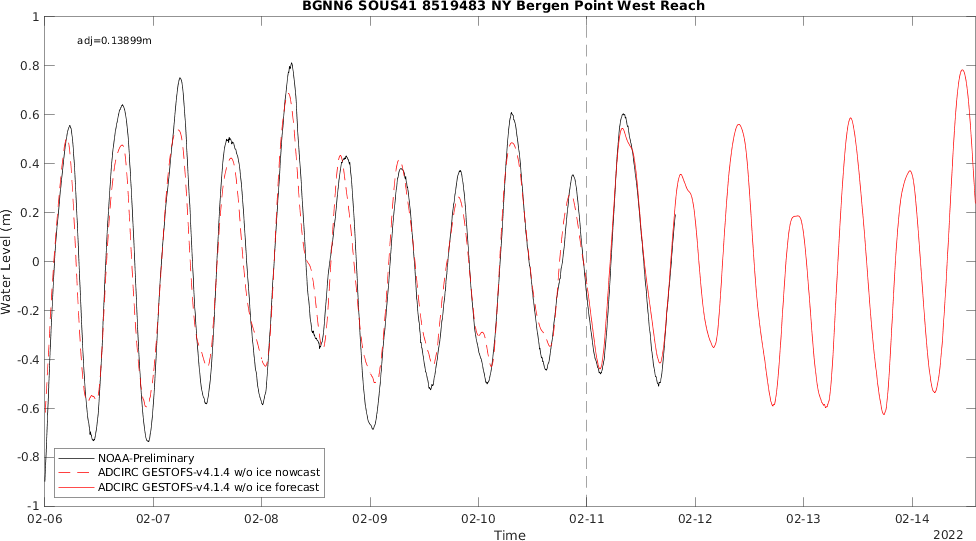 BGNN6 SOUS41 8519483 NY Bergen Point West Reach
adj=0.13899m
1
0.8
0.6
0.4
0.2
0
-0.2
-0.4
-0.6
-0.8
-1
Water Level (m)
NOAA-Preliminary
ADCIRC GESTOFS-v4.1.4 w/o ice nowcast
ADCIRC GESTOFS-v4.1.4 w/o ice forecast
02-06 02-07 02-08 02-09 02-10 02-11 02-12 02-13 02-14
Time
2022